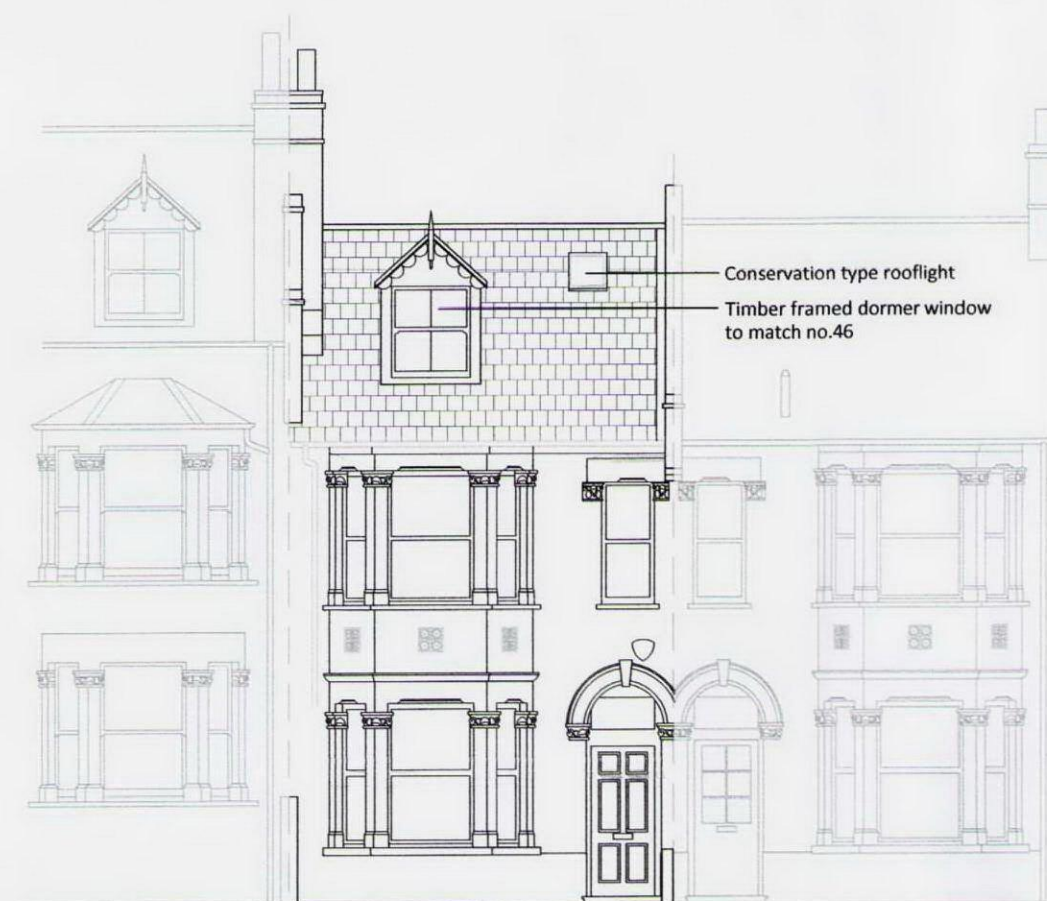 Conservation type rooflight
Timber framed dormer window
to match no.46